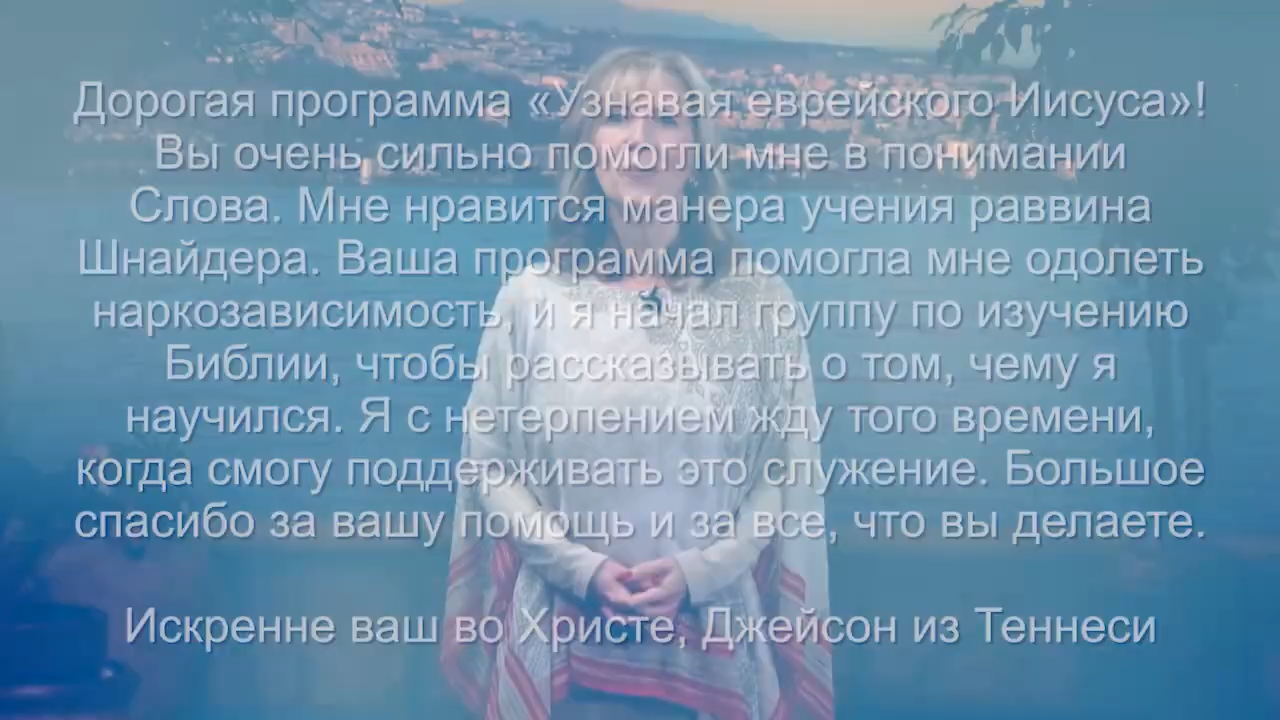 Дорогая программа «Узнавая еврейского Иисуса»!
Вы очень сильно помогли мне в понимании
Слова. Мне нравится манера учения раввина
Шнайдера. Ваша программа помогла мне одолеть
наркозависимость, и я начал группу по изучению
Библии, чтобы рассказывать о том, чему я
научился. Я с нетерпением жду того времени,
когда смогу поддерживать это служение. Большое
спасибо за вашу помощь и за все, что вы делаете.
Искренне ваш во Христе, Джейсон из Теннеси